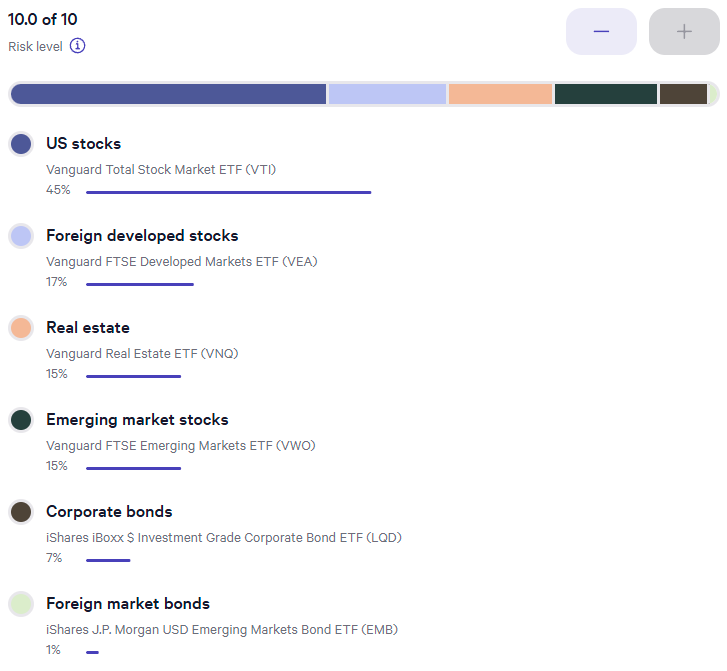 10.0 of 10
Risk level
US stocks
Vanguard Total Stock Market ETF (VTI)
45%
Foreign developed stocks
Vanguard FTSE Developed Markets ETF (VEA)
17%
Real estate
Vanguard Real Estate ETF (VNQ)
15%
Emerging market stocks
Vanguard FTSE Emerging Markets ETF (VWO)
15%
Corporate bonds
iShares iBoxx $ Investment Grade Corporate Bond ETF (LQD)
7%
Foreign market bonds
iShares J.P. Morgan USD Emerging Markets Bond ETF (EMB)
1%